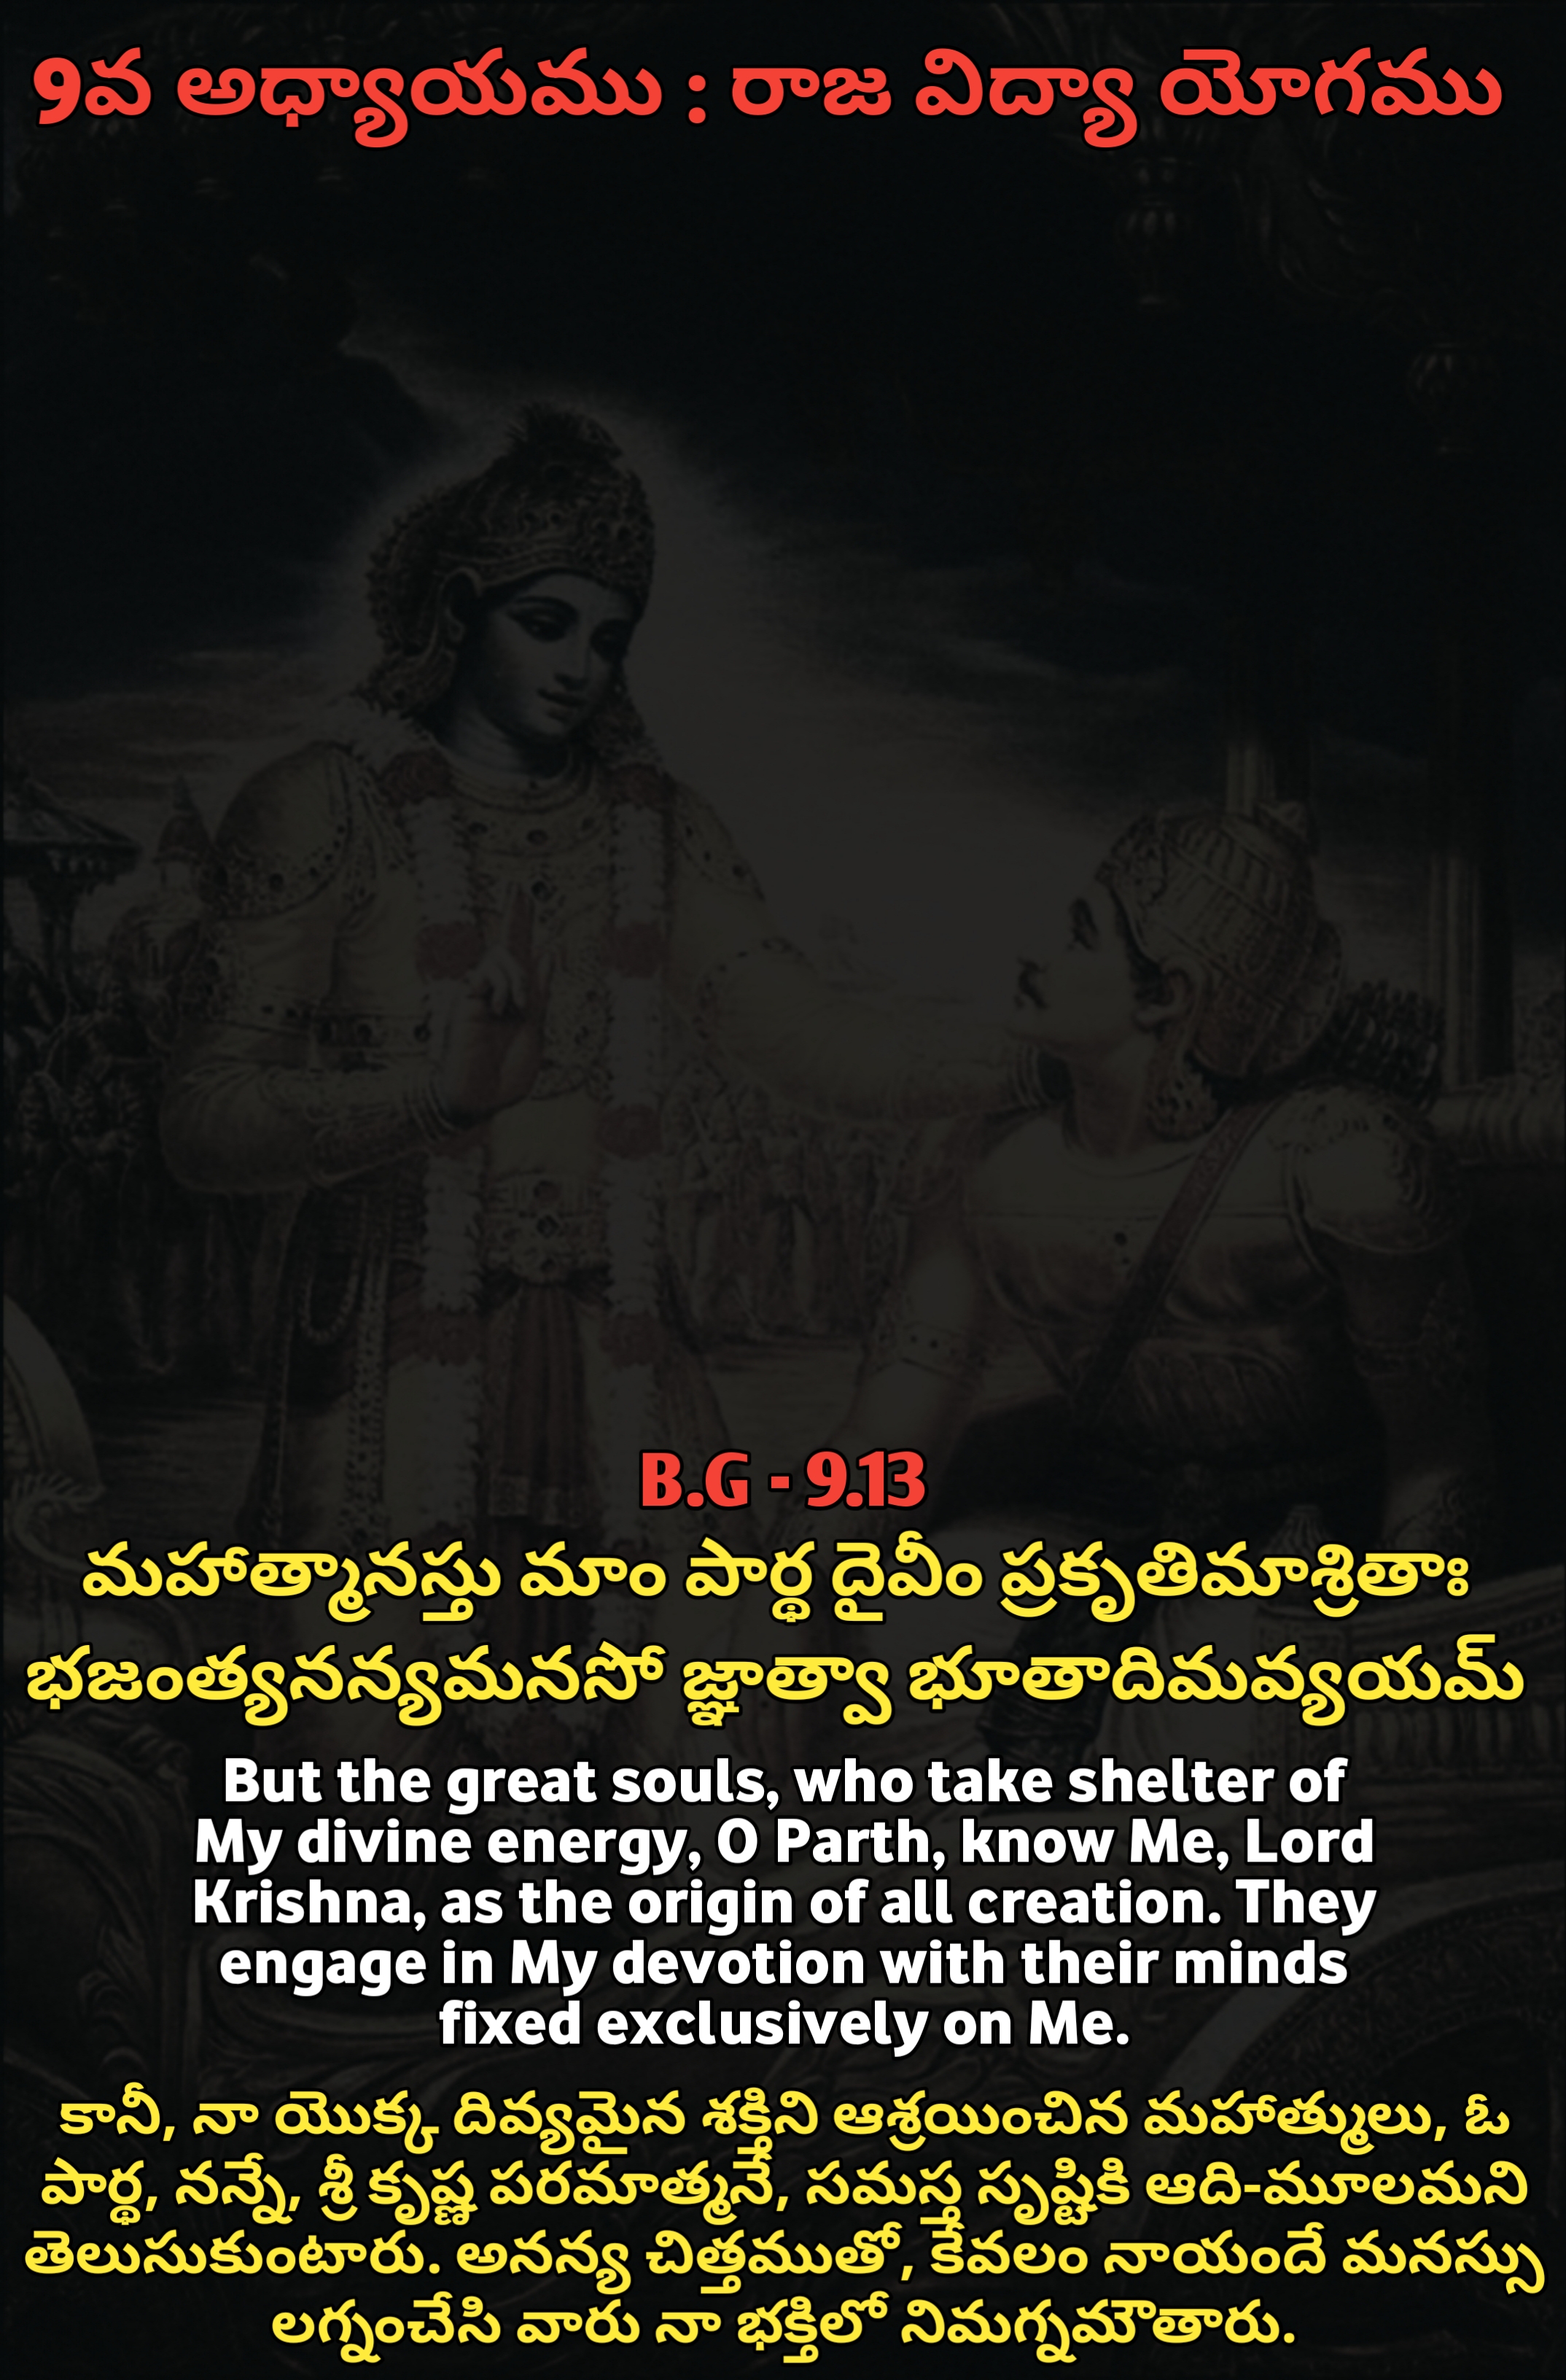 9వ అధ్యాయము : రాజ విద్యా యోగము
B.G - 9.13
మహాత్మానస్తు మాం పార్థ దైవీం ప్రకృతిమాశ్రితాః
భజంత్యనన్యమనసో జ్ఞాత్వా భూతాదిమవ్యయమ్
But the great souls, who take shelter of
My divine energy, O Parth, know Me, Lord
Krishna, as the origin of all creation. They
engage in My devotion with their minds
fixed exclusively on Me.
కానీ, నా యొక్క దివ్యమైన శక్తిని ఆశ్రయించిన మహాత్ములు, ఓ
పార్థ, నన్నే, శ్రీ కృష్ణ పరమాత్మనే, సమస్త సృష్టికి ఆది-మూలమని
తెలుసుకుంటారు. అనన్య చిత్తముతో, కేవలం నాయందే మనస్సు
లగ్నంచేసి వారు నా భక్తిలో నిమగ్నమౌతారు.